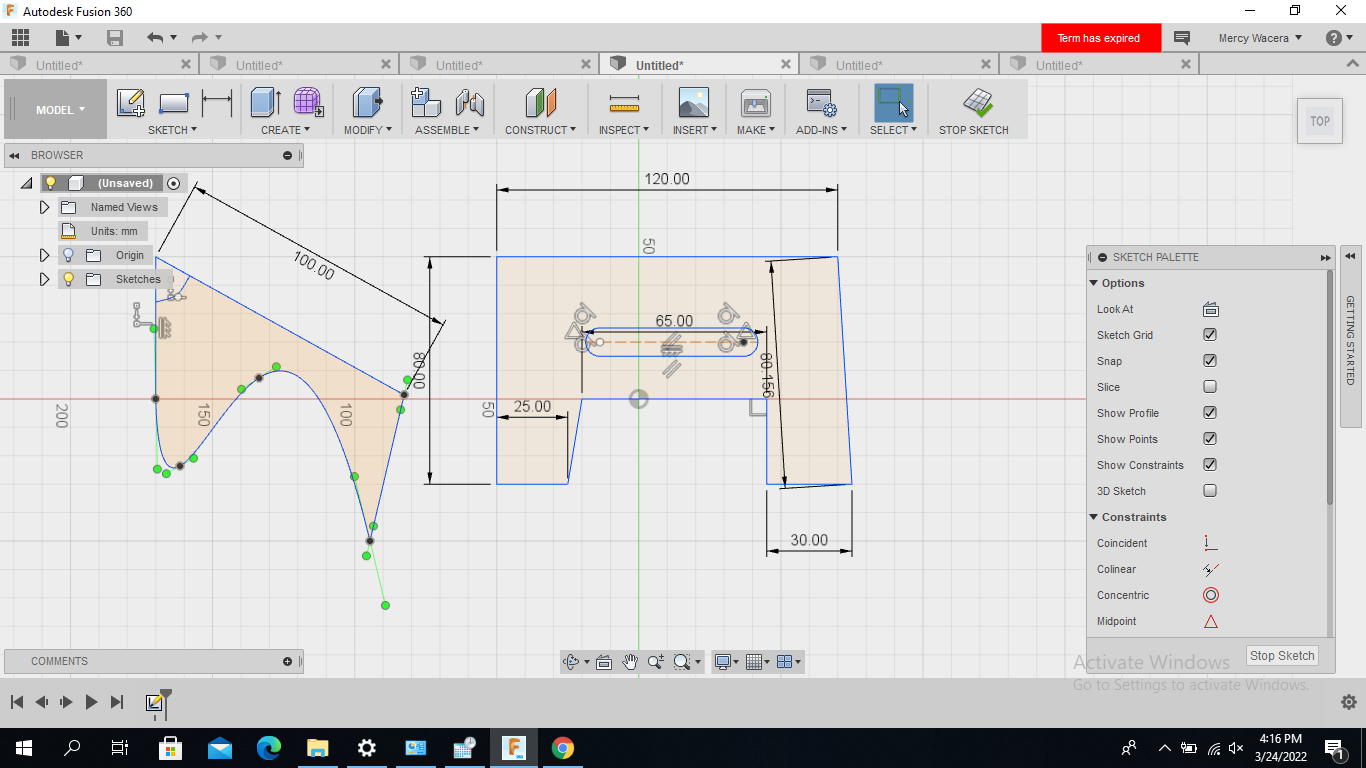 Autodesk Fusion 360
Term has expired
Mercy Wacera
Untitled*
Untitled*
Untitled*
Untitled*
Untitled*
Untitled*
MODEL
SKETCH
CREATE
MODIFY
ASSEMBLE
CONSTRUCT
INSPECT
INSERT
MAKE
ADD-INS
SELECT
STOP SKETCH
TOP
BROWSER
(Unsaved)
Named Views
Units: mm
Origin
Sketches
120.00
100.00
50
80.00
65.00
80.156
25.00
50
200
150
100
30.00
SKETCH PALETTE
Options
Look At
Sketch Grid
Snap
Slice
Show Profile
Show Points
Show Constraints
3D Sketch
Constraints
Coincident
Colinear
Concentric
Midpoint
Stop Sketch
GETTING STARTED
Activate Windows
Go to Settings to activate Windows.
COMMENTS
4:16 PM
3/24/2022
1